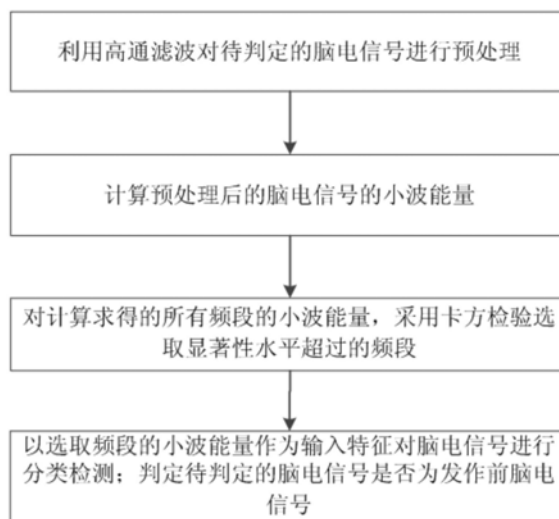 利用高通滤波对待判定的脑电信号进行预处理
计算预处理后的脑电信号的小波能量
对计算求得的所有频段的小波能量，采用卡方检验选
取显著性水平超过的频段
以选取频段的小波能量作为输入特征对脑电信号进行
分类检测；判定待判定的脑电信号是否为发作前脑电
信号